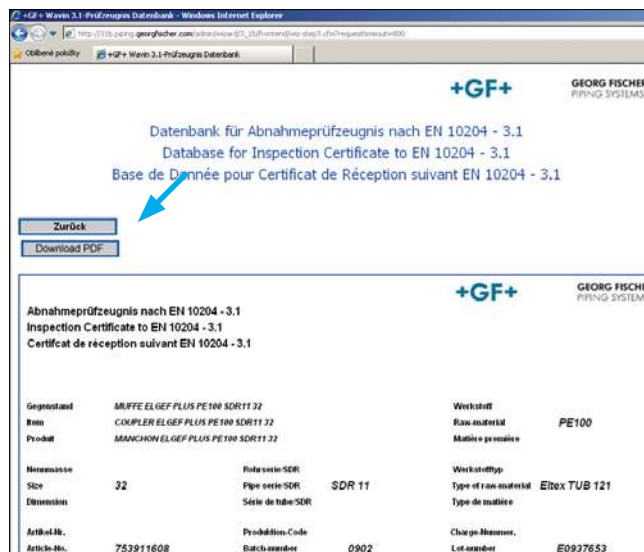 +GF+ Wavin 3.1-Prüfzeugnis Datenbank - Windows Internet Explorer
Oblíbené položky
+GF+ Wavin 3.1-Prüfzeugnis Datenbank
+GF+
GEORG FISCHER
PIPING SYSTEMS
Datenbank für Abnahmeprüfzeugnis nach EN 10204 - 3.1
Database for Inspection Certificate to EN 10204 - 3.1
Base de Donnée pour Certificat de Réception suivant EN 10204 - 3.1
Zurück
Download PDF
+GF+
GEORG FISCHE
PIPING SYSTEM
Abnahmeprüfzeugnis nach EN 10204 - 3.1
Inspection Certificate to EN 10204 - 3.1
Certifcat de réception suivant EN 10204 - 3.1
Gegenstand MUFFE ELGEF PLUS PE100 SDR11 32 Werkstoff
Item COUPLER ELGEF PLUS PE100 SDR11 32 Raw-material PE100
Produit MANCHON ELGEF PLUS PE100 SDR11 32 Matière première
Nennmasse Rohrserie/SDR Werkstofftyp
Size 32 Pipe serie/SDR SDR 11 Type of raw-material Eltex TUB 121
Dimension Série de tube/SDR Type de matière
Artikel-Nr. Produktion-Code Charge-Nummer.
Article-No. 753911608 Batch-number 0902 Lot-number E0937653